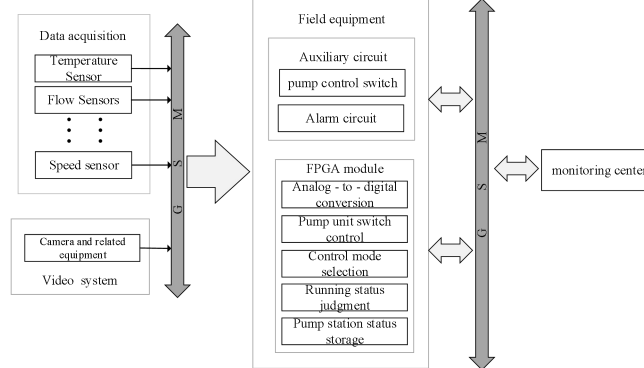 Data acquisition
Temperature
Sensor
Flow Sensors
Speed sensor
Camera and related
equipment
Video system
G S M
Field equipment
Auxiliary circuit
pump control switch
Alarm circuit
FPGA module
Analog - to - digital
conversion
Pump unit switch
control
Control mode
selection
Running status
judgment
Pump station status
storage
G S M
monitoring center